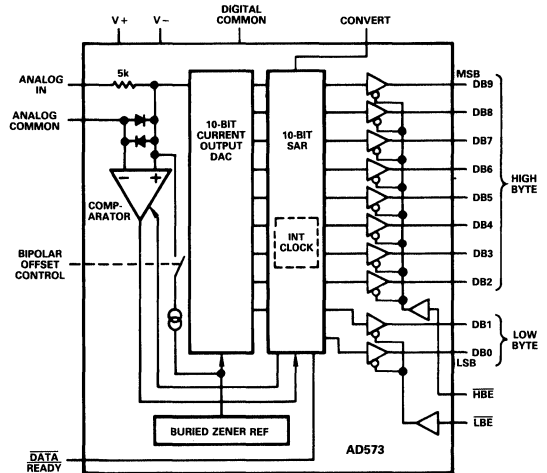 V+ V−
DIGITAL
COMMON
CONVERT
ANALOG
IN
5k
ANALOG
COMMON
10-BIT
CURRENT
OUTPUT
DAC
10-BIT
SAR
MSB
DB9
DB8
DB7
DB6
DB5
DB4
DB3
DB2
HIGH
BYTE
− +
COMP-
ARATOR
INT
CLOCK
BIPOLAR
OFFSET
CONTROL
DB1
DB0
LSB
LOW
BYTE
HBE
LBE
BURIED ZENER REF
AD573
DATA
READY